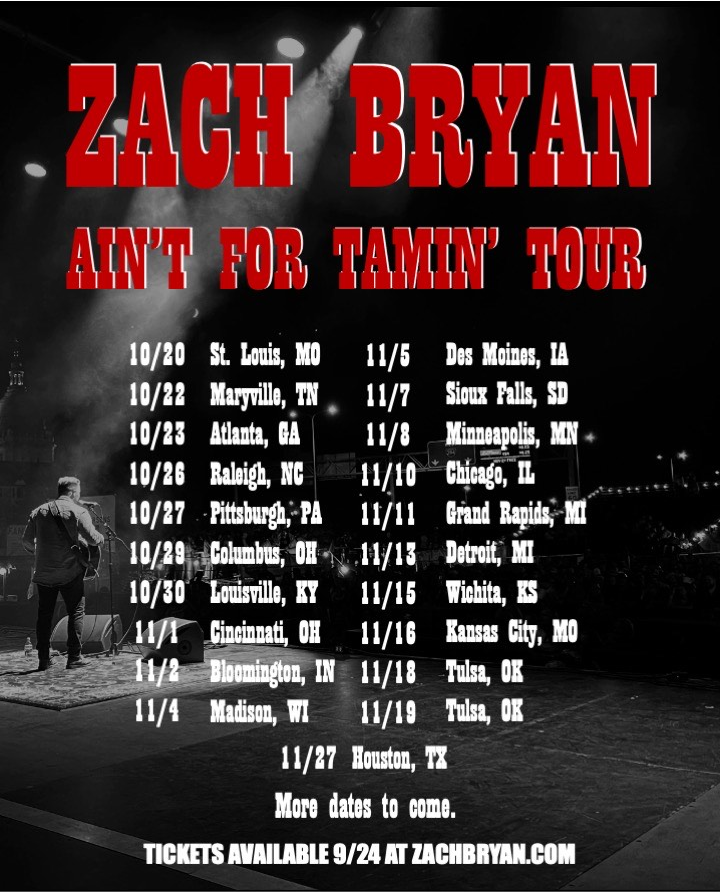 ZACH BRYAN
AIN'T FOR TAMIN' TOUR
10/20 St. Louis, MO
10/22 Maryville, TN
10/23 Atlanta, GA
10/26 Raleigh, NC
10/27 Pittsburgh, PA
10/29 Columbus, OH
10/30 Louisville, KY
11/1 Cincinnati, OH
11/2 Bloomington, IN
11/4 Madison, WI
11/5 Des Moines, IA
11/7 Sioux Falls, SD
11/8 Minneapolis, MN
11/10 Chicago, IL
11/11 Grand Rapids, MI
11/13 Detroit, MI
11/15 Wichita, KS
11/16 Kansas City, MO
11/18 Tulsa, OK
11/19 Tulsa, OK
11/27 Houston, TX
More dates to come.
TICKETS AVAILABLE 9/24 AT ZACHBRYAN.COM